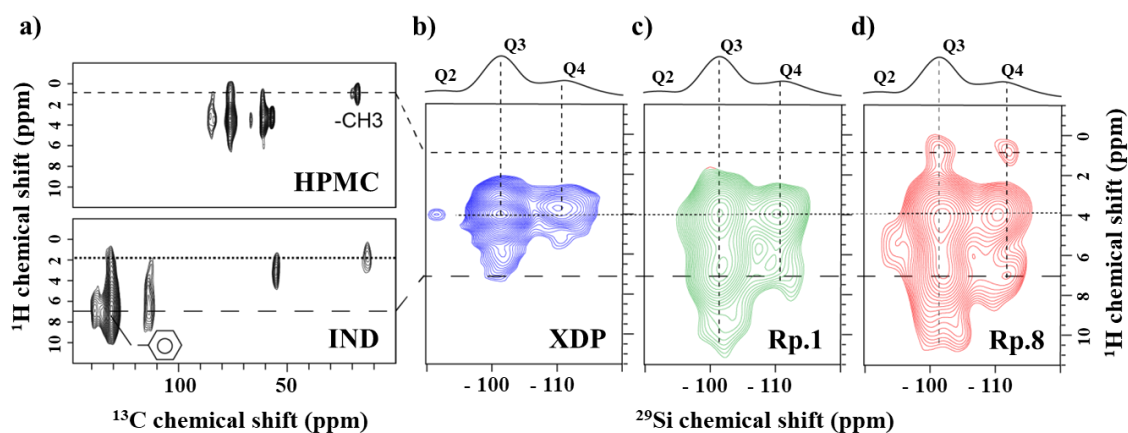 a)
b)
c)
d)
Q2
Q3
Q4
Q2
Q3
Q4
Q2
Q3
Q4
¹H chemical shift (ppm)
0
2
4
6
8
10
-CH3
HPMC
0
2
4
6
8
10
IND
100
50
¹³C chemical shift (ppm)
XDP
- 100
- 110
Rp.1
- 100
- 110
Rp.8
- 100
- 110
0
2
4
6
8
10
¹H chemical shift (ppm)
²⁹Si chemical shift (ppm)